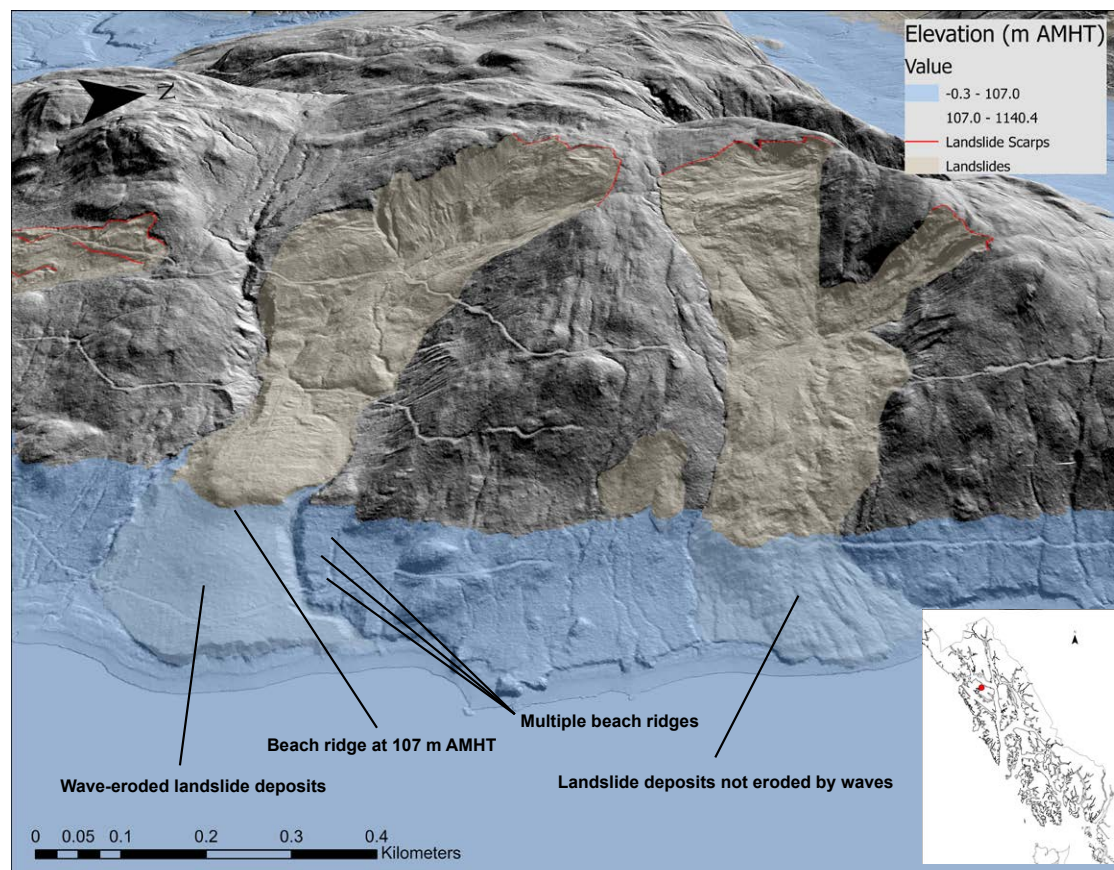 Elevation (m AMHT)
Value
-0.3 - 107.0
107.0 - 1140.4
Landslide Scarps
Landslides
N
Multiple beach ridges
Beach ridge at 107 m AMHT
Wave-eroded landslide deposits
Landslide deposits not eroded by waves
0 0.05 0.1 0.2 0.3 0.4
Kilometers